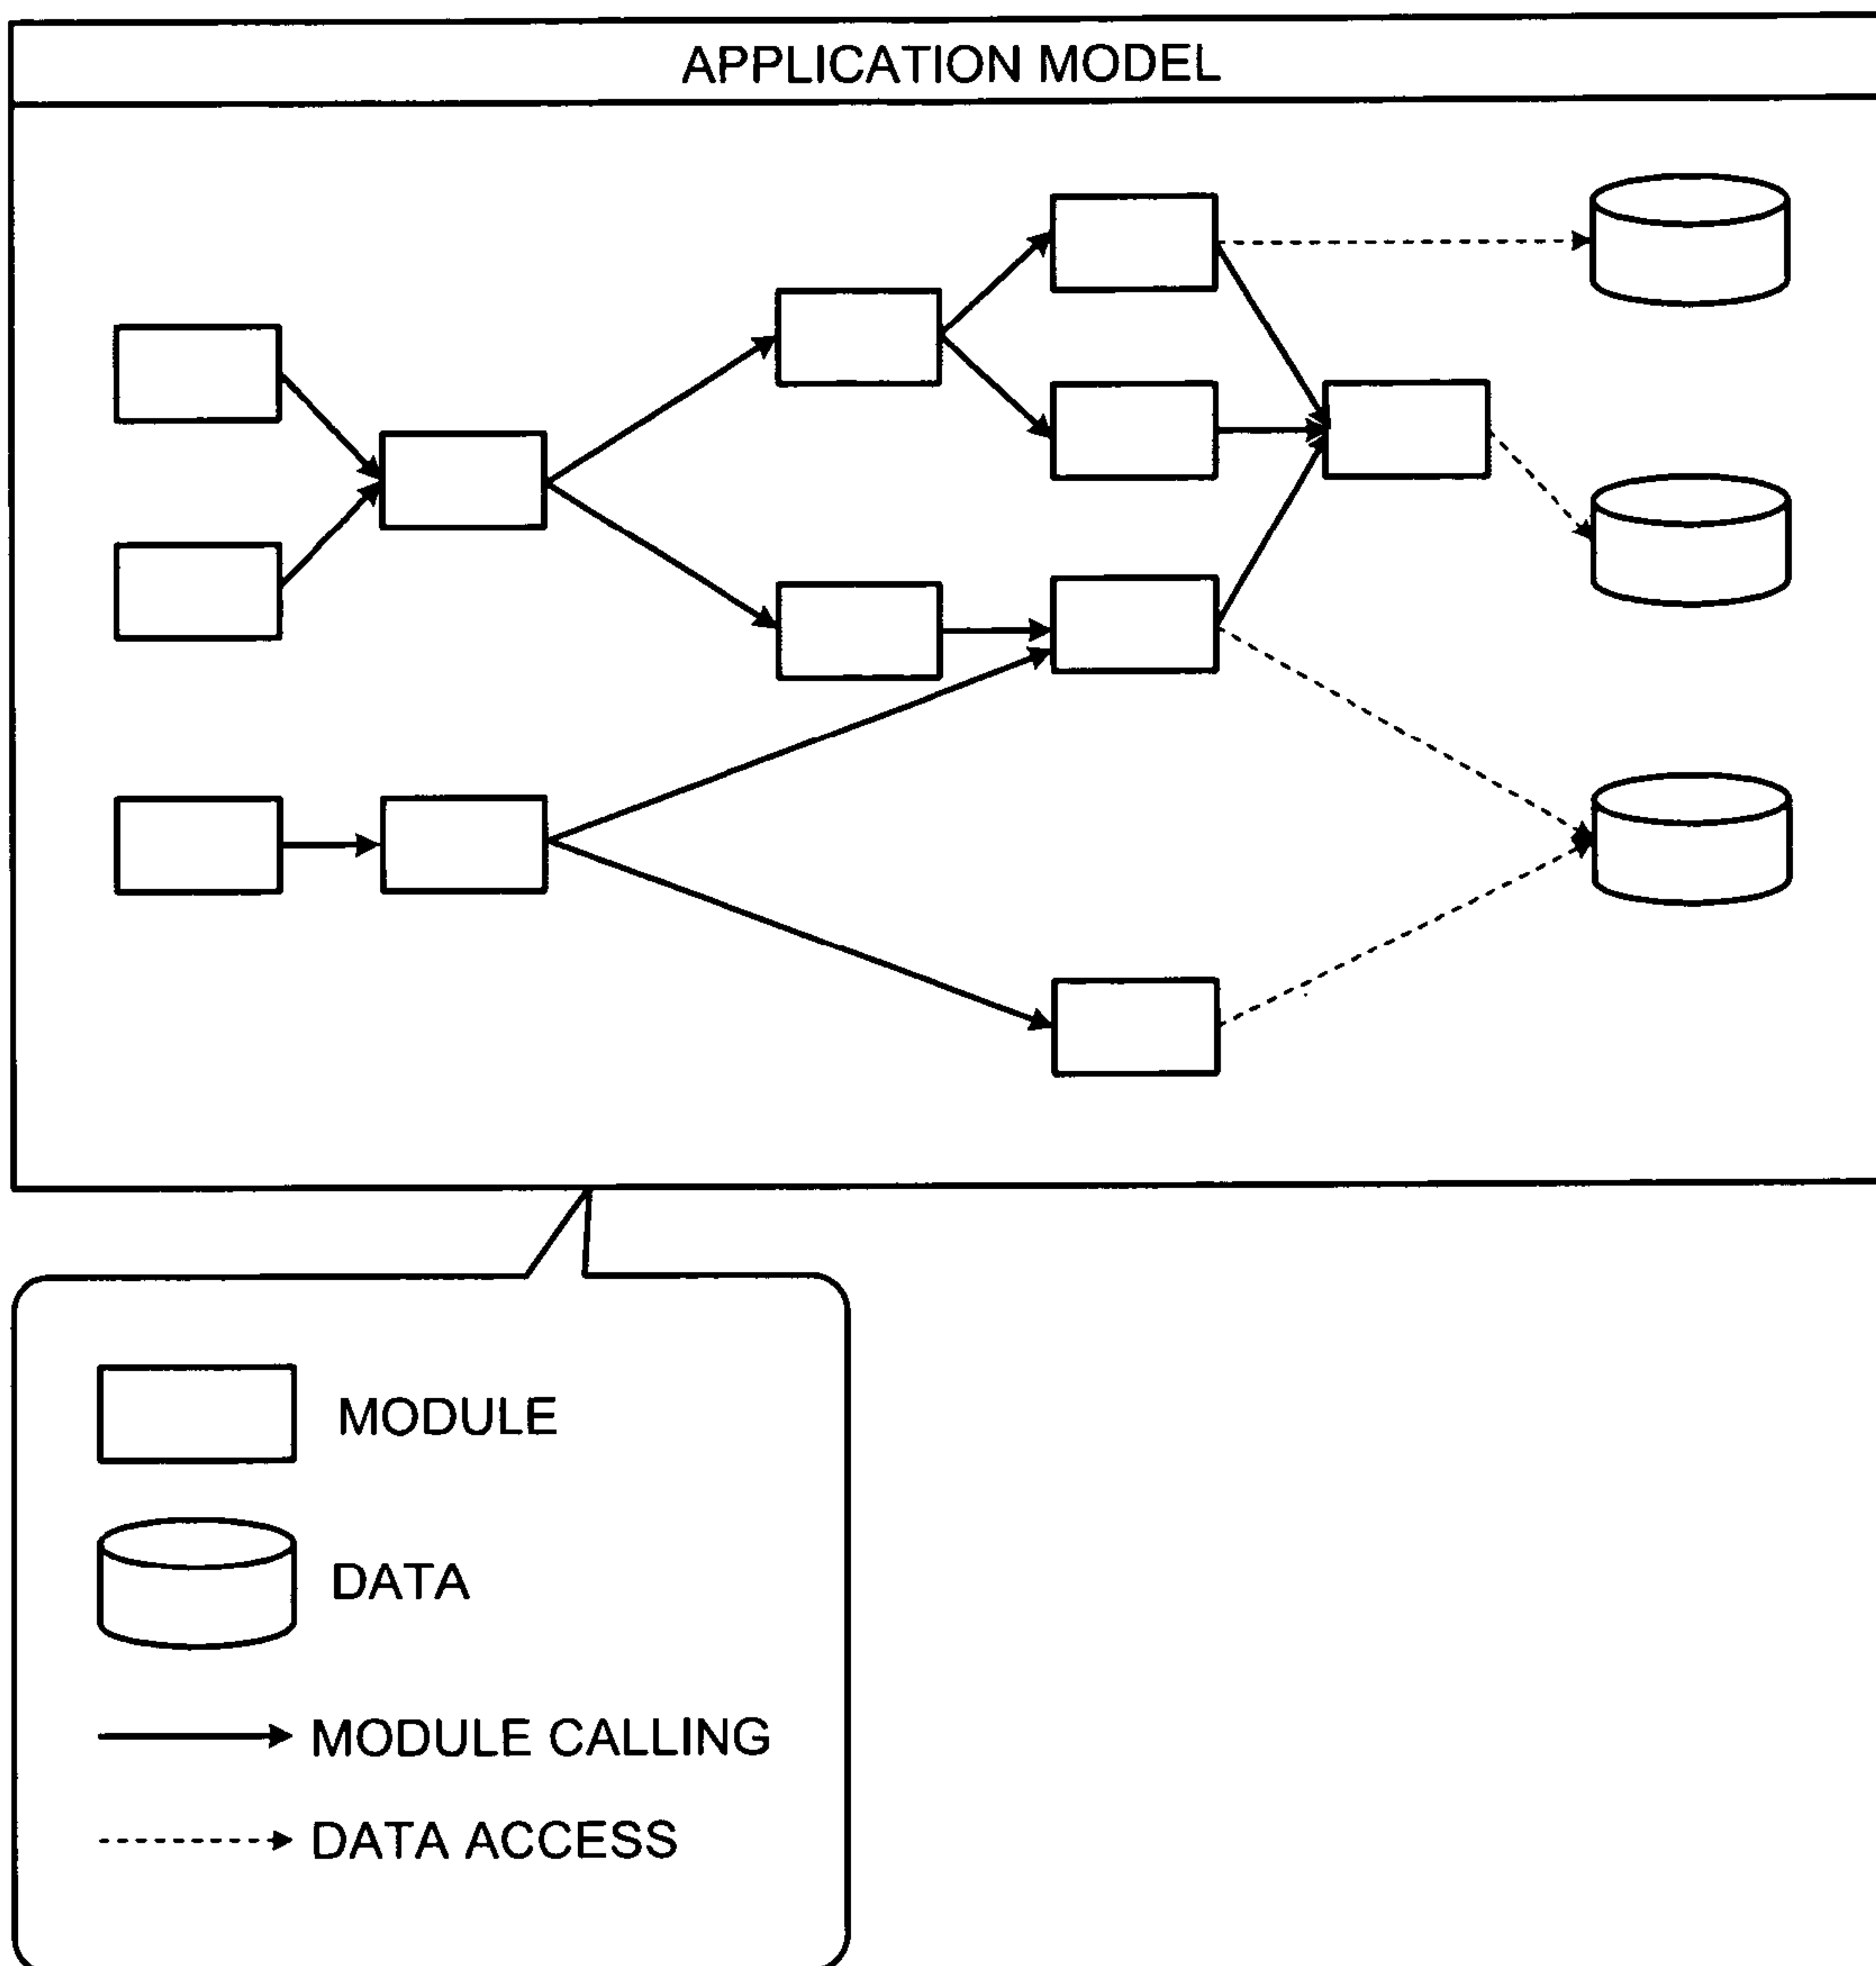 APPLICATION MODEL
MODULE
DATA
MODULE CALLING
DATA ACCESS